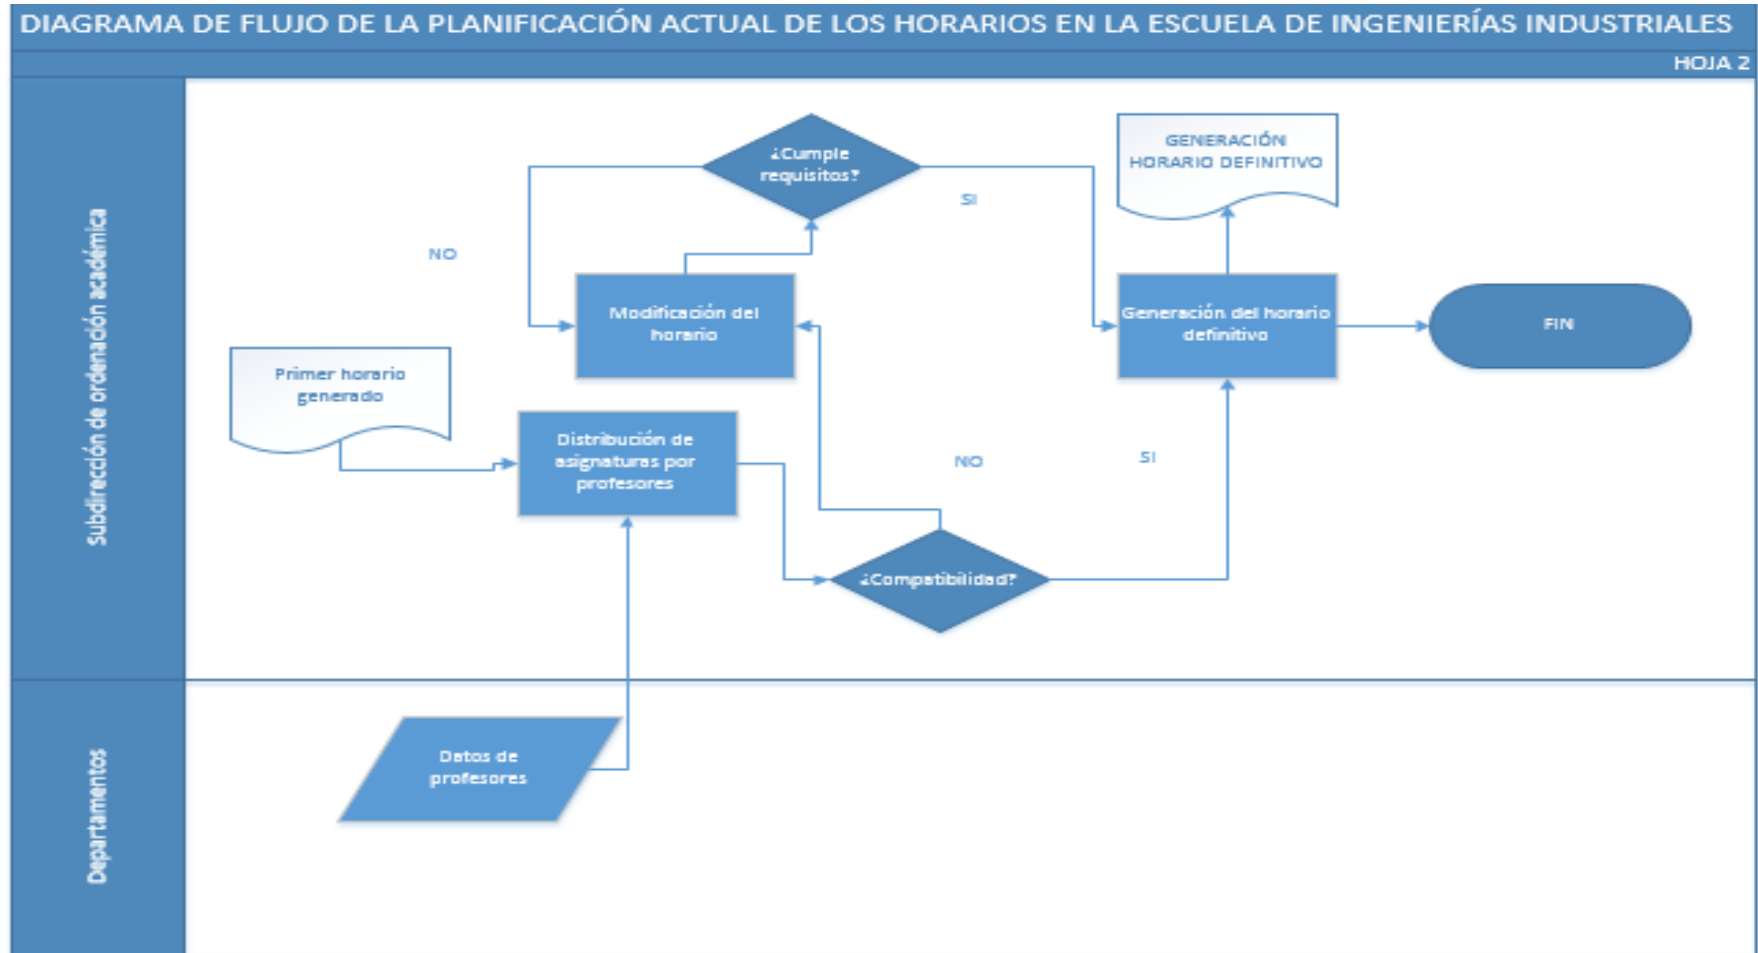 DIAGRAMA DE FLUJO DE LA PLANIFICACIÓN ACTUAL DE LOS HORARIOS EN LA ESCUELA DE INGENIERÍAS INDUSTRIALES
HOJA 2
Subdirección de ordenación académica
¿Cumple
requisitos?
GENERACIÓN
HORARIO DEFINITIVO
SI
NO
Modificación del
horario
Generación del horario
definitivo
FIN
Primer horario
generado
Distribución de
asignaturas por
profesores
NO
SI
¿Compatibilidad?
Departamentos
Datos de
profesores